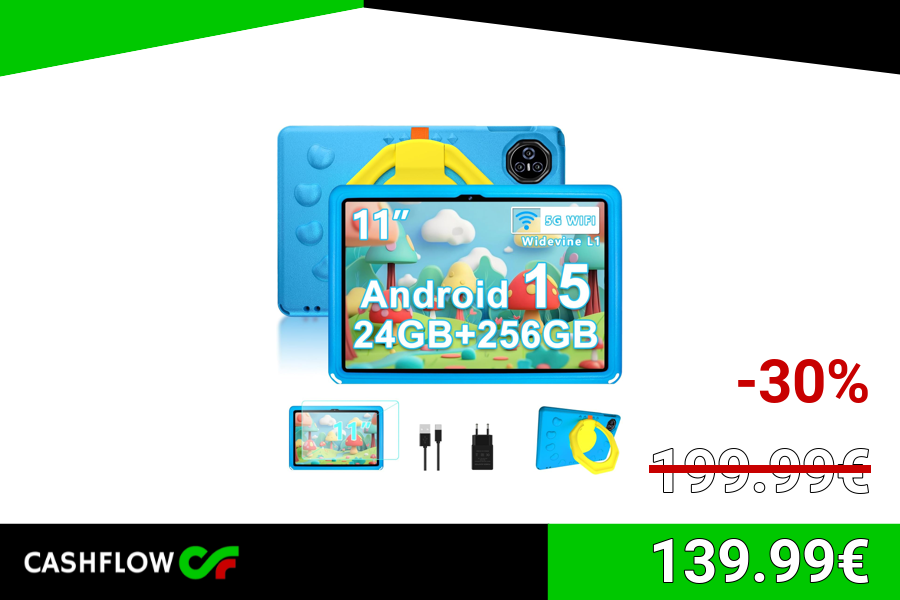 11”
5G WIFI
Widevine L1
Android 15
24GB+256GB
11”
-30%
199.99€
CASHFLOW
139.99€